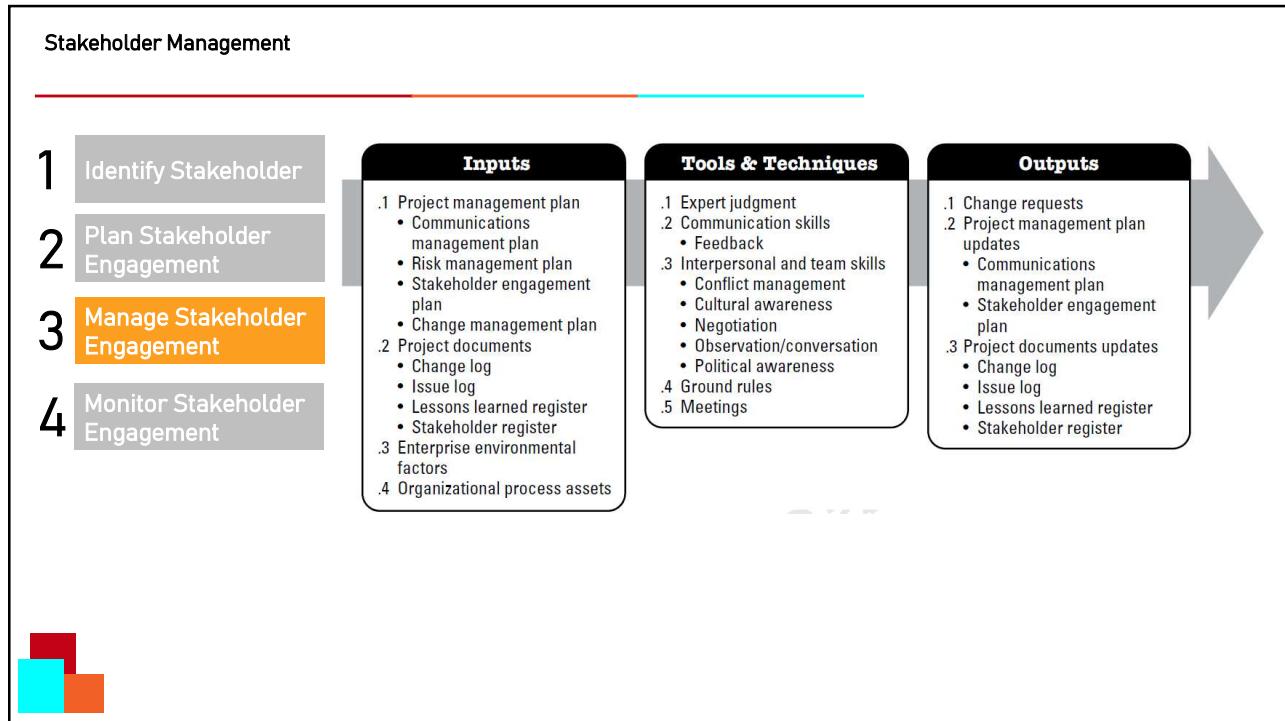 Stakeholder Management
1
Identify Stakeholder
2
Plan Stakeholder
Engagement
3
Manage Stakeholder
Engagement
4
Monitor Stakeholder
Engagement
Inputs
.1 Project management plan
• Communications
management plan
• Risk management plan
• Stakeholder engagement
plan
• Change management plan
.2 Project documents
• Change log
• Issue log
• Lessons learned register
• Stakeholder register
.3 Enterprise environmental
factors
.4 Organizational process assets
Tools & Techniques
.1 Expert judgment
.2 Communication skills
• Feedback
.3 Interpersonal and team skills
• Conflict management
• Cultural awareness
• Negotiation
• Observation/conversation
• Political awareness
.4 Ground rules
.5 Meetings
Outputs
.1 Change requests
.2 Project management plan
updates
• Communications
management plan
• Stakeholder engagement
plan
.3 Project documents updates
• Change log
• Issue log
• Lessons learned register
• Stakeholder register